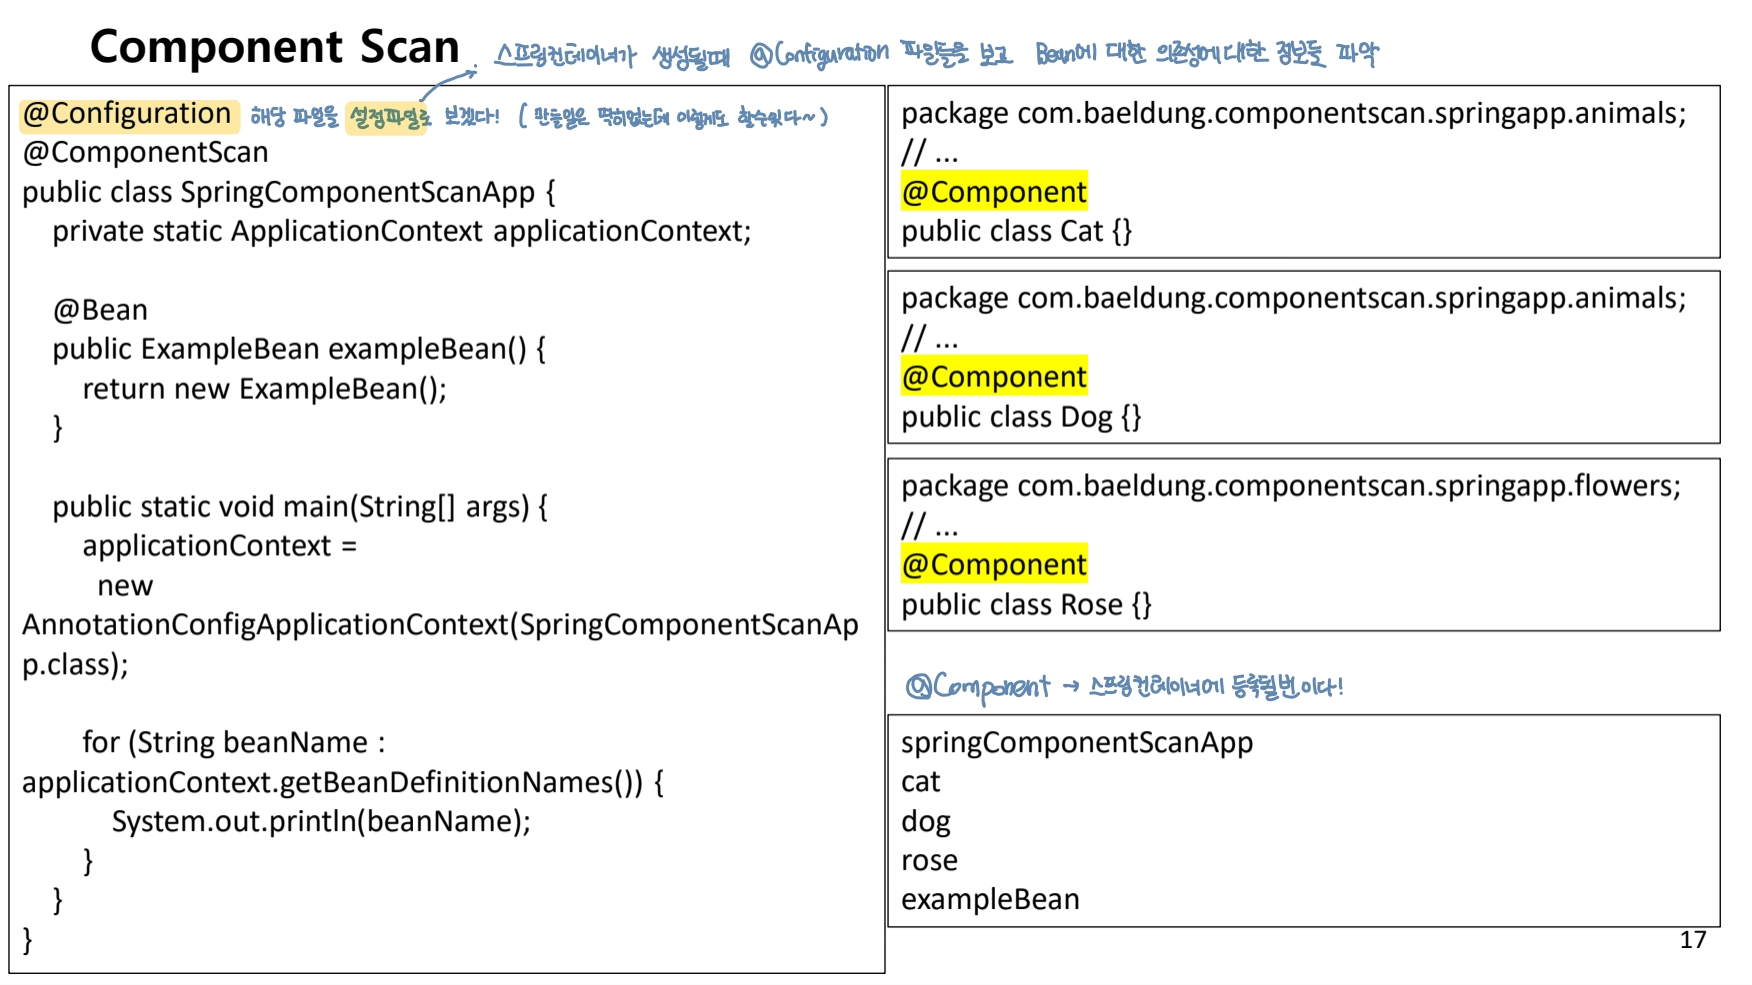 Component Scan
스프링컨테이너가 생성될때 @Configuration 파일들을 보고 Bean에 대한 의존성에대한 정보들 파악
@Configuration 해당 파일을 설정파일로 보겠다! (만들일은 딱히없는데 이렇게도 할수있다~)
@ComponentScan
public class SpringComponentScanApp {
private static ApplicationContext applicationContext;
@Bean
public ExampleBean exampleBean() {
return new ExampleBean();
}
public static void main(String[] args) {
applicationContext =
new
AnnotationConfigApplicationContext(SpringComponentScanAp
p.class);
for (String beanName :
applicationContext.getBeanDefinitionNames()) {
System.out.println(beanName);
}
}
}
package com.baeldung.componentscan.springapp.animals;
// ...
@Component
public class Cat {}
package com.baeldung.componentscan.springapp.animals;
// ...
@Component
public class Dog {}
package com.baeldung.componentscan.springapp.flowers;
// ...
@Component
public class Rose {}
@Component → 스프링컨테이너에 등록될빈이다!
springComponentScanApp
cat
dog
rose
exampleBean
17